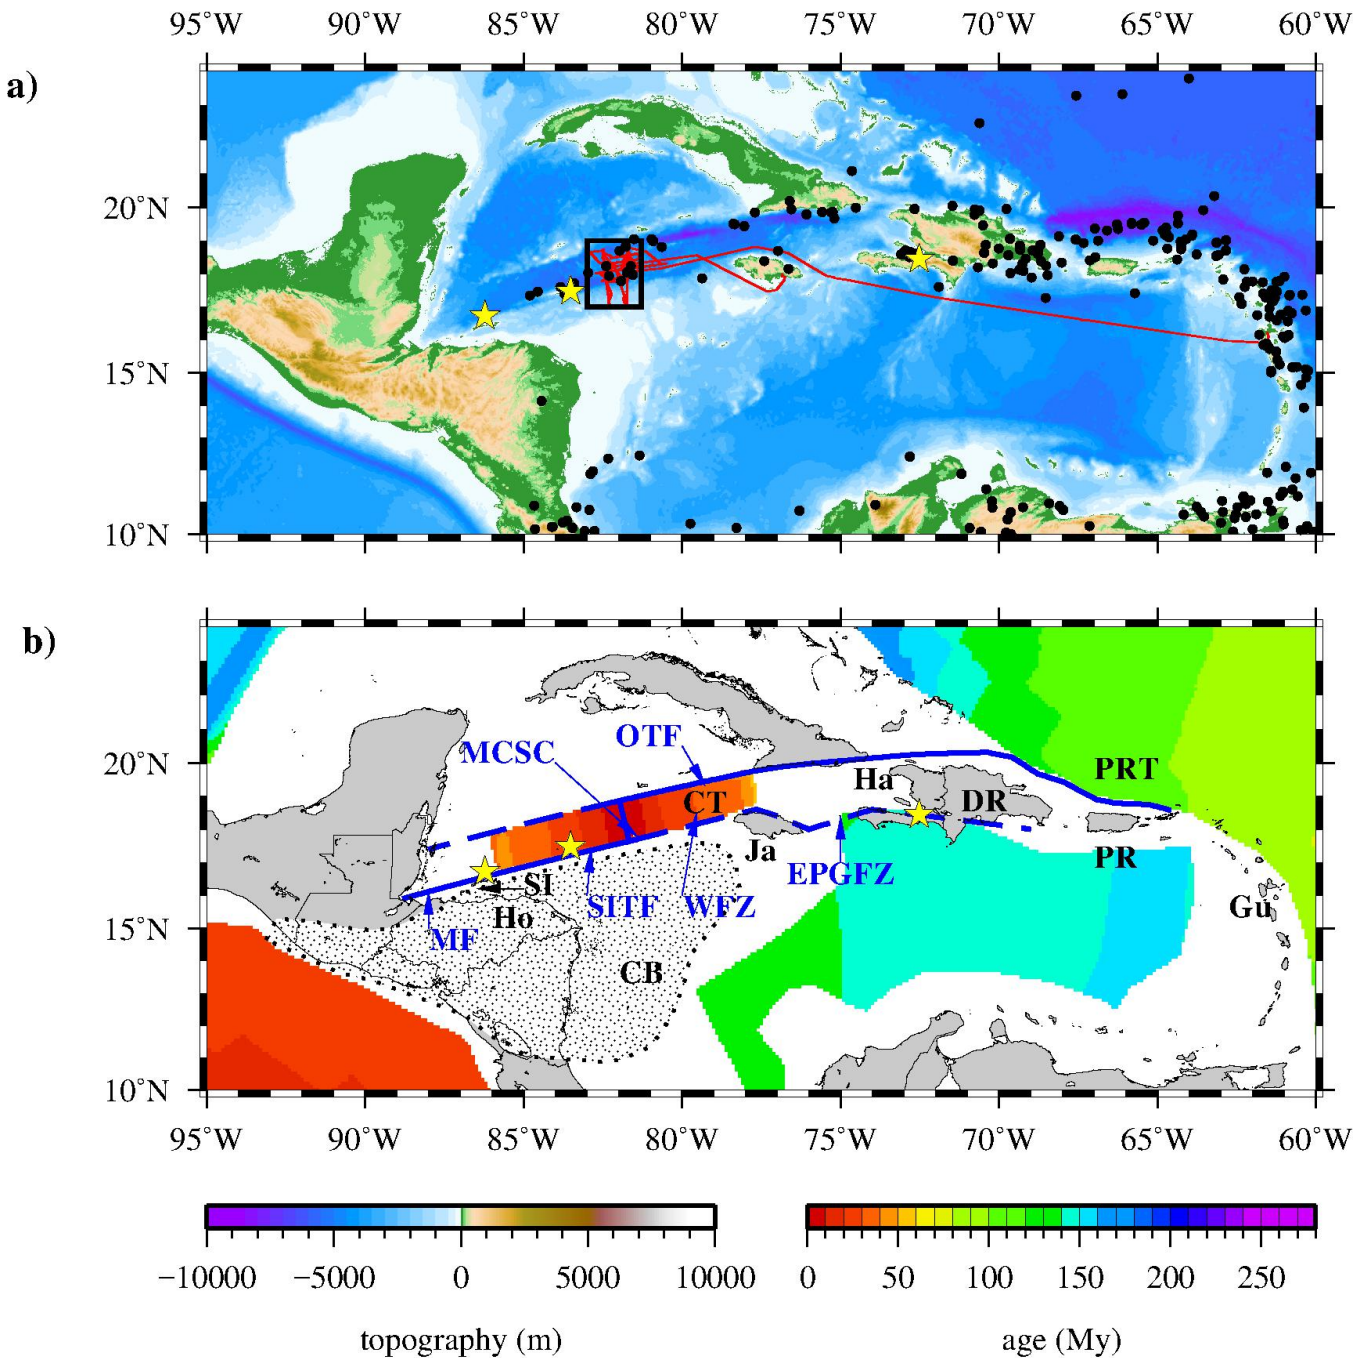 95˚W 90˚W 85˚W 80˚W 75˚W 70˚W 65˚W 60˚W
a)
20˚N
15˚N
10˚N
b)
OTF
MCSC
20˚N
PRT
Ha
CT
DR
Ja
PR
EPGFZ
SI
SITF
WFZ
Gu
Ho
15˚N
MF
CB
10˚N
95˚W 90˚W 85˚W 80˚W 75˚W 70˚W 65˚W 60˚W
−10000 −5000 0 5000 10000
0 50 100 150 200 250
topography (m)
age (My)